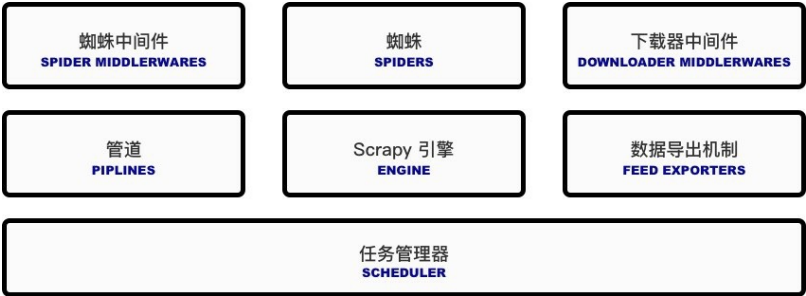 蜘蛛中间件
SPIDER MIDDLERWARES
蜘蛛
SPIDERS
下载器中间件
DOWNLOADER MIDDLERWARES
管道
PIPLINES
Scrapy 引擎
ENGINE
数据导出机制
FEED EXPORTERS
任务管理器
SCHEDULER